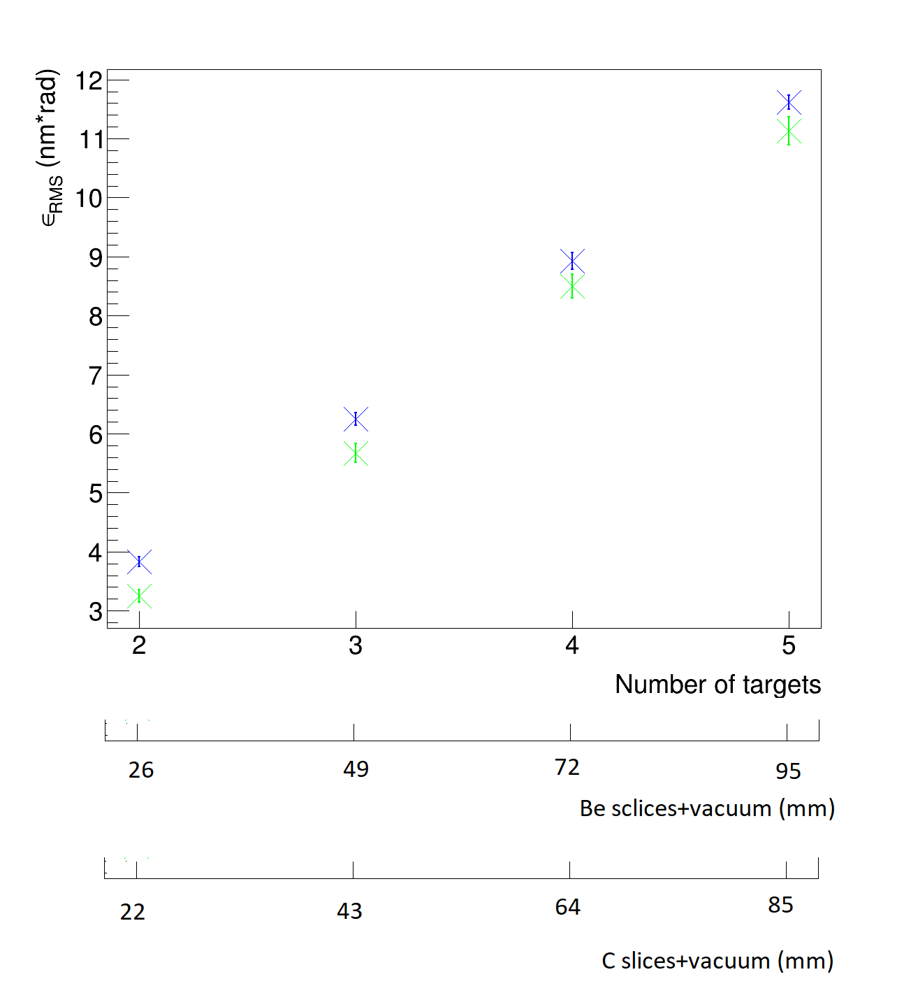 ϵRMS (nm*rad)
12
11
10
9
8
7
6
5
4
3
2 3 4 5
Number of targets
26 49 72 95
Be sclices+vacuum (mm)
22 43 64 85
C slices+vacuum (mm)